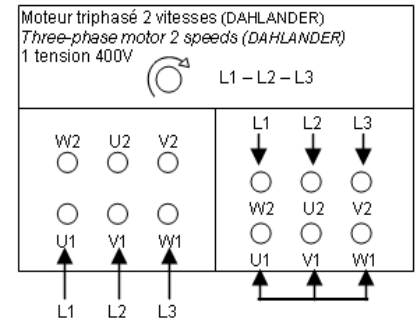 Moteur triphasé 2 vitesses (DAHLANDER)
Three-phase motor 2 speeds (DAHLANDER)
1 tension 400V
L1 – L2 – L3
W2 U2 V2
U1 V1 W1
L1 L2 L3
L1 L2 L3
W2 U2 V2
U1 V1 W1